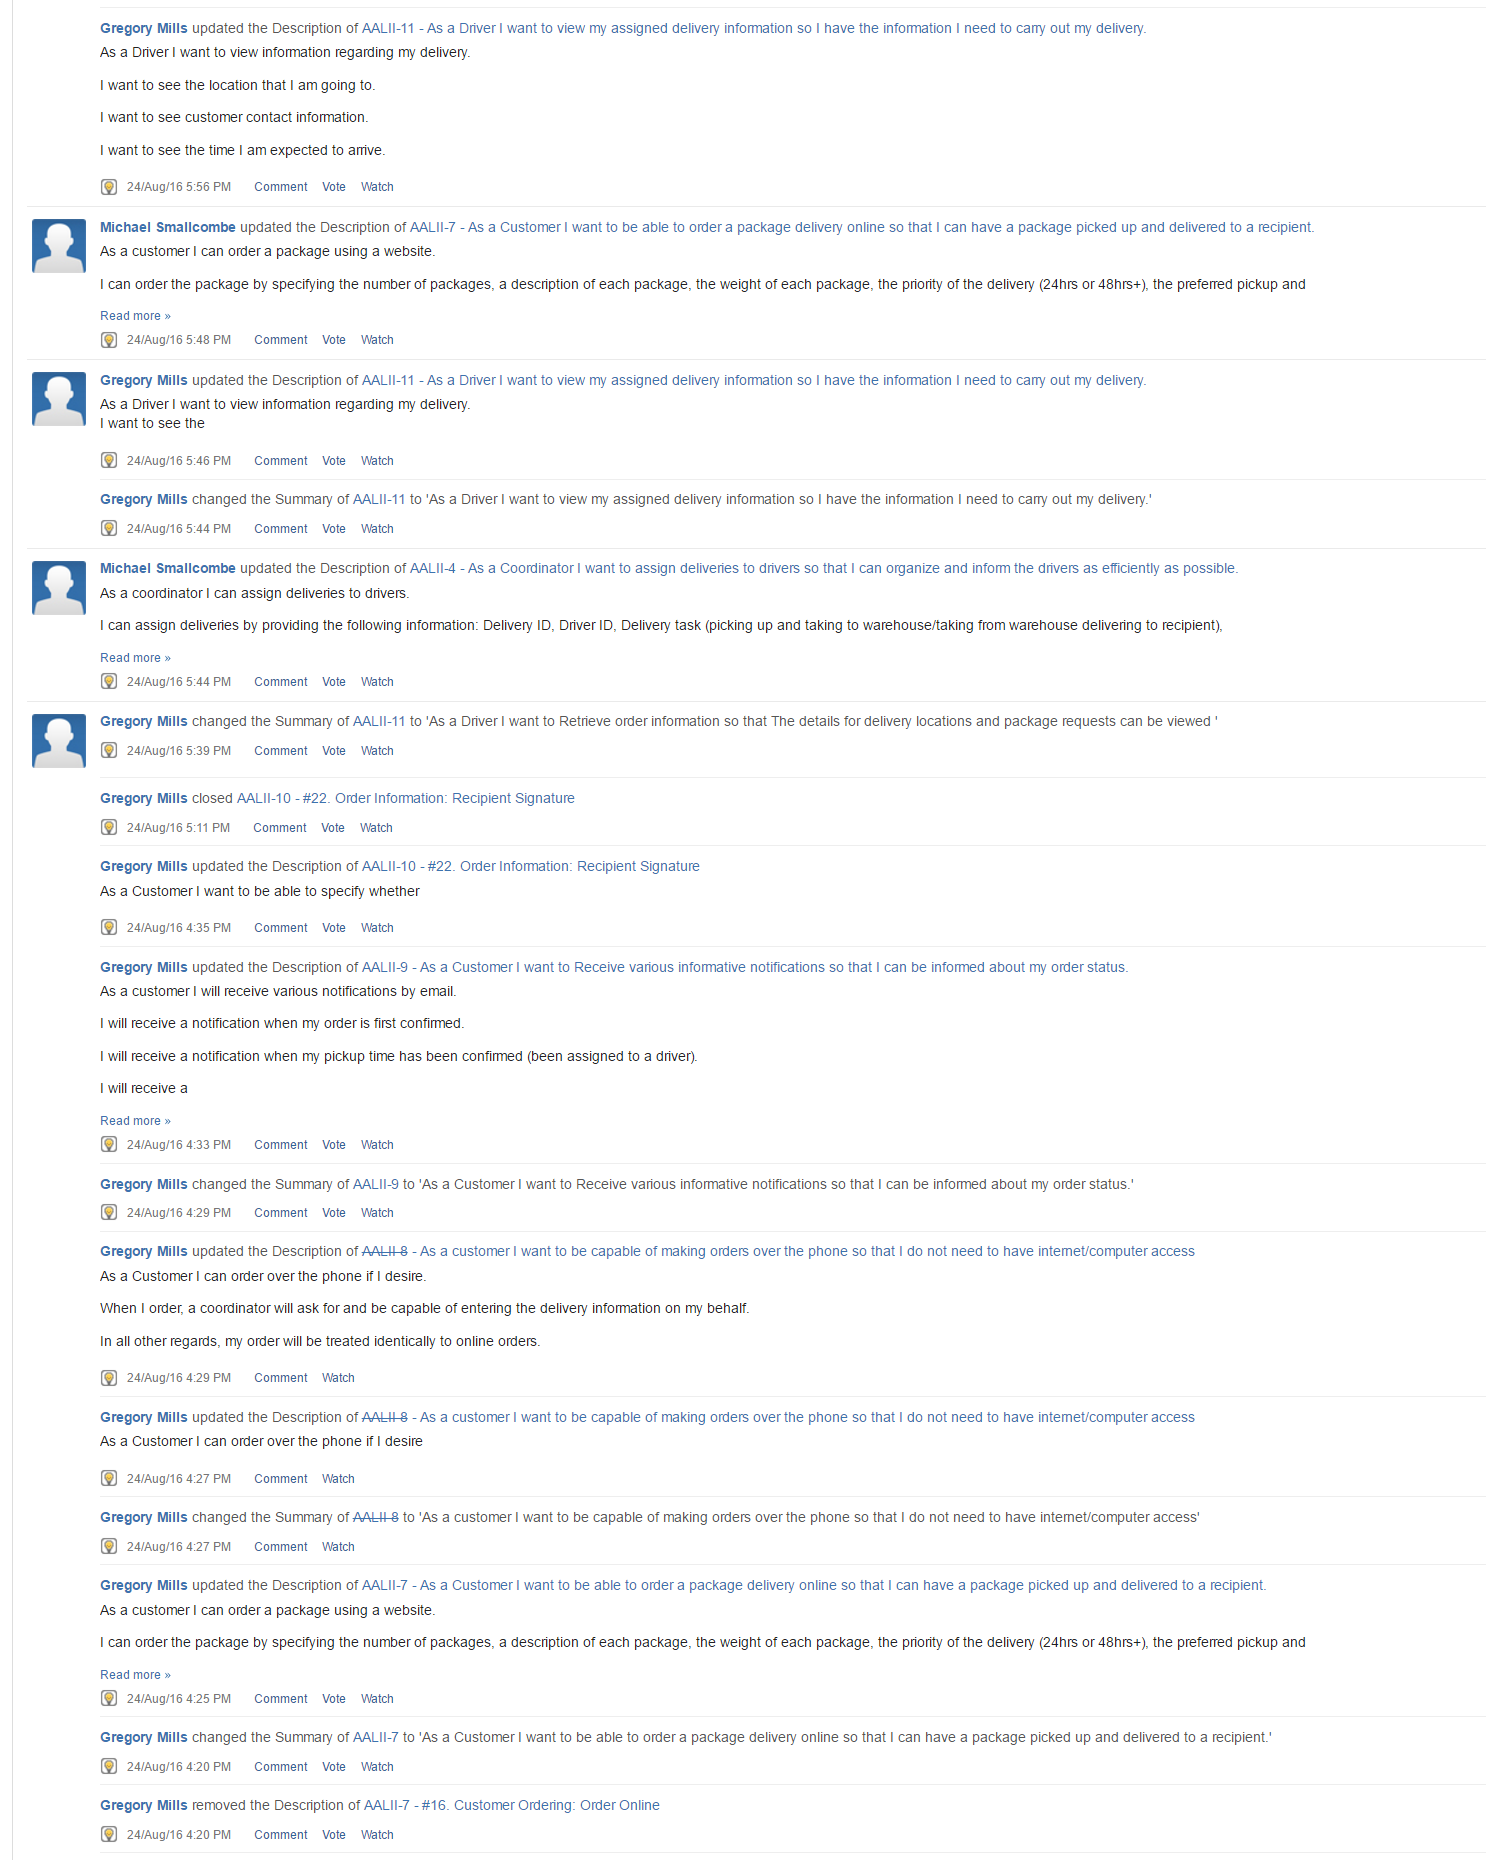 Gregory Mills updated the Description of AALII-11 - As a Driver I want to view my assigned delivery information so I have the information I need to carry out my delivery.
As a Driver I want to view information regarding my delivery.
I want to see the location that I am going to.
I want to see customer contact information.
I want to see the time I am expected to arrive.
24/Aug/16 5:56 PM Comment Vote Watch
Michael Smallcombe updated the Description of AALII-7 - As a Customer I want to be able to order a package delivery online so that I can have a package picked up and delivered to a recipient.
As a customer I can order a package using a website.
I can order the package by specifying the number of packages, a description of each package, the weight of each package, the priority of the delivery (24hrs or 48hrs+), the preferred pickup and
Read more »
24/Aug/16 5:48 PM Comment Vote Watch
Gregory Mills updated the Description of AALII-11 - As a Driver I want to view my assigned delivery information so I have the information I need to carry out my delivery.
As a Driver I want to view information regarding my delivery.
I want to see the
24/Aug/16 5:46 PM Comment Vote Watch
Gregory Mills changed the Summary of AALII-11 to 'As a Driver I want to view my assigned delivery information so I have the information I need to carry out my delivery.'
24/Aug/16 5:44 PM Comment Vote Watch
Michael Smallcombe updated the Description of AALII-4 - As a Coordinator I want to assign deliveries to drivers so that I can organize and inform the drivers as efficiently as possible.
As a coordinator I can assign deliveries to drivers.
I can assign deliveries by providing the following information: Delivery ID, Driver ID, Delivery task (picking up and taking to warehouse/taking from warehouse delivering to recipient),
Read more »
24/Aug/16 5:44 PM Comment Vote Watch
Gregory Mills changed the Summary of AALII-11 to 'As a Driver I want to Retrieve order information so that The details for delivery locations and package requests can be viewed '
24/Aug/16 5:39 PM Comment Vote Watch
Gregory Mills closed AALII-10 - #22. Order Information: Recipient Signature
24/Aug/16 5:11 PM Comment Vote Watch
Gregory Mills updated the Description of AALII-10 - #22. Order Information: Recipient Signature
As a Customer I want to be able to specify whether
24/Aug/16 4:35 PM Comment Vote Watch
Gregory Mills updated the Description of AALII-9 - As a Customer I want to Receive various informative notifications so that I can be informed about my order status.
As a customer I will receive various notifications by email.
I will receive a notification when my order is first confirmed.
I will receive a notification when my pickup time has been confirmed (been assigned to a driver).
I will receive a
Read more »
24/Aug/16 4:33 PM Comment Vote Watch
Gregory Mills changed the Summary of AALII-9 to 'As a Customer I want to Receive various informative notifications so that I can be informed about my order status.'
24/Aug/16 4:29 PM Comment Vote Watch
Gregory Mills updated the Description of AALII-8 - As a customer I want to be capable of making orders over the phone so that I do not need to have internet/computer access
As a Customer I can order over the phone if I desire.
When I order, a coordinator will ask for and be capable of entering the delivery information on my behalf.
In all other regards, my order will be treated identically to online orders.
24/Aug/16 4:29 PM Comment Watch
Gregory Mills updated the Description of AALII-8 - As a customer I want to be capable of making orders over the phone so that I do not need to have internet/computer access
As a Customer I can order over the phone if I desire
24/Aug/16 4:27 PM Comment Watch
Gregory Mills changed the Summary of AALII-8 to 'As a customer I want to be capable of making orders over the phone so that I do not need to have internet/computer access'
24/Aug/16 4:27 PM Comment Watch
Gregory Mills updated the Description of AALII-7 - As a Customer I want to be able to order a package delivery online so that I can have a package picked up and delivered to a recipient.
As a customer I can order a package using a website.
I can order the package by specifying the number of packages, a description of each package, the weight of each package, the priority of the delivery (24hrs or 48hrs+), the preferred pickup and
Read more »
24/Aug/16 4:25 PM Comment Vote Watch
Gregory Mills changed the Summary of AALII-7 to 'As a Customer I want to be able to order a package delivery online so that I can have a package picked up and delivered to a recipient.'
24/Aug/16 4:20 PM Comment Vote Watch
Gregory Mills removed the Description of AALII-7 - #16. Customer Ordering: Order Online
24/Aug/16 4:20 PM Comment Vote Watch